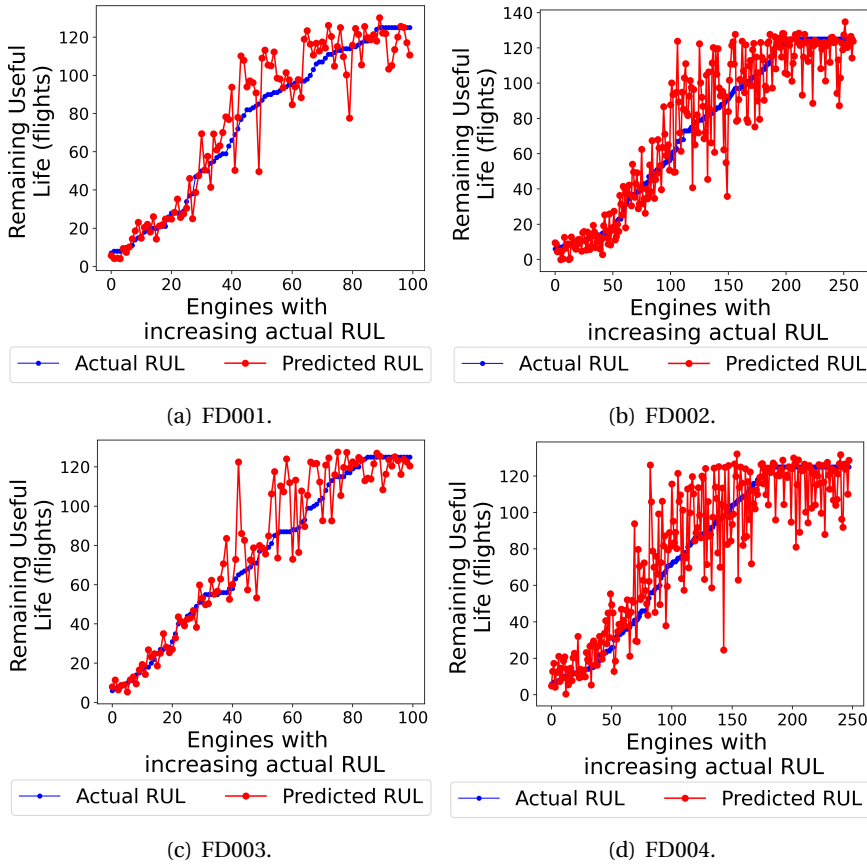 120
100
80
60
40
20
0
Remaining Useful
Life (flights)
0 20 40 60 80 100
Engines with
increasing actual RUL
Actual RUL Predicted RUL
(a) FD001.
140
120
100
80
60
40
20
0
Remaining Useful
Life (flights)
0 50 100 150 200 250
Engines with
increasing actual RUL
Actual RUL Predicted RUL
(b) FD002.
120
100
80
60
40
20
0
Remaining Useful
Life (flights)
0 20 40 60 80 100
Engines with
increasing actual RUL
Actual RUL Predicted RUL
(c) FD003.
120
100
80
60
40
20
0
Remaining Useful
Life (flights)
0 50 100 150 200 250
Engines with
increasing actual RUL
Actual RUL Predicted RUL
(d) FD004.